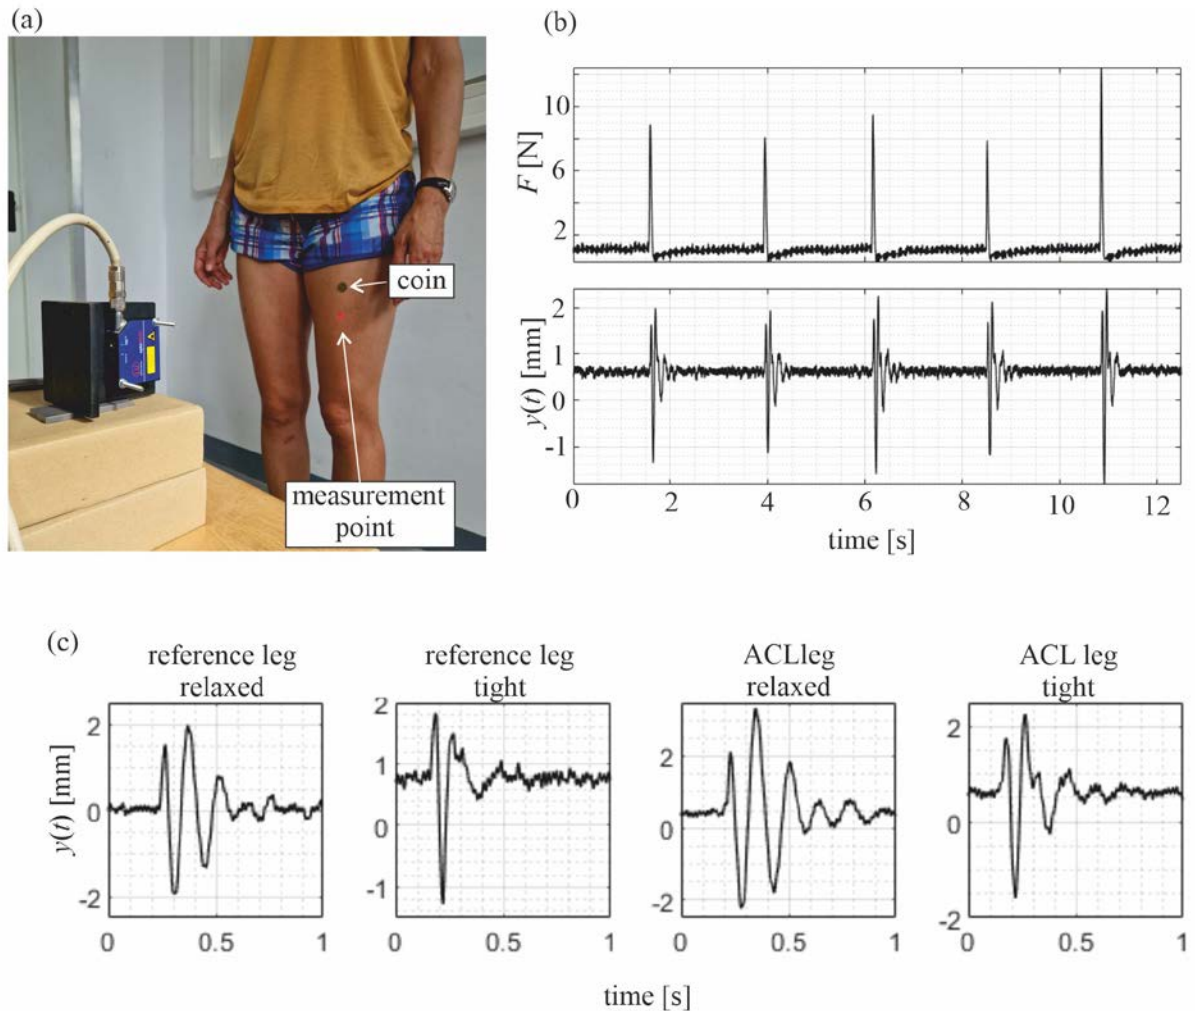 (a)
coin
measurement
point
(b)
F [N]
10
6
2
y(t) [mm]
2
1
0
-1
0 2 4 6 8 10 12
time [s]
(c)
reference leg
relaxed
reference leg
tight
ACLleg
relaxed
ACL leg
tight
y(t) [mm]
2
0
-2
0 0.5 1
2
1
0
-1
0 0.5 1
2
0
-2
0 0.5 1
2
0
-2
0 0.5 1
time [s]